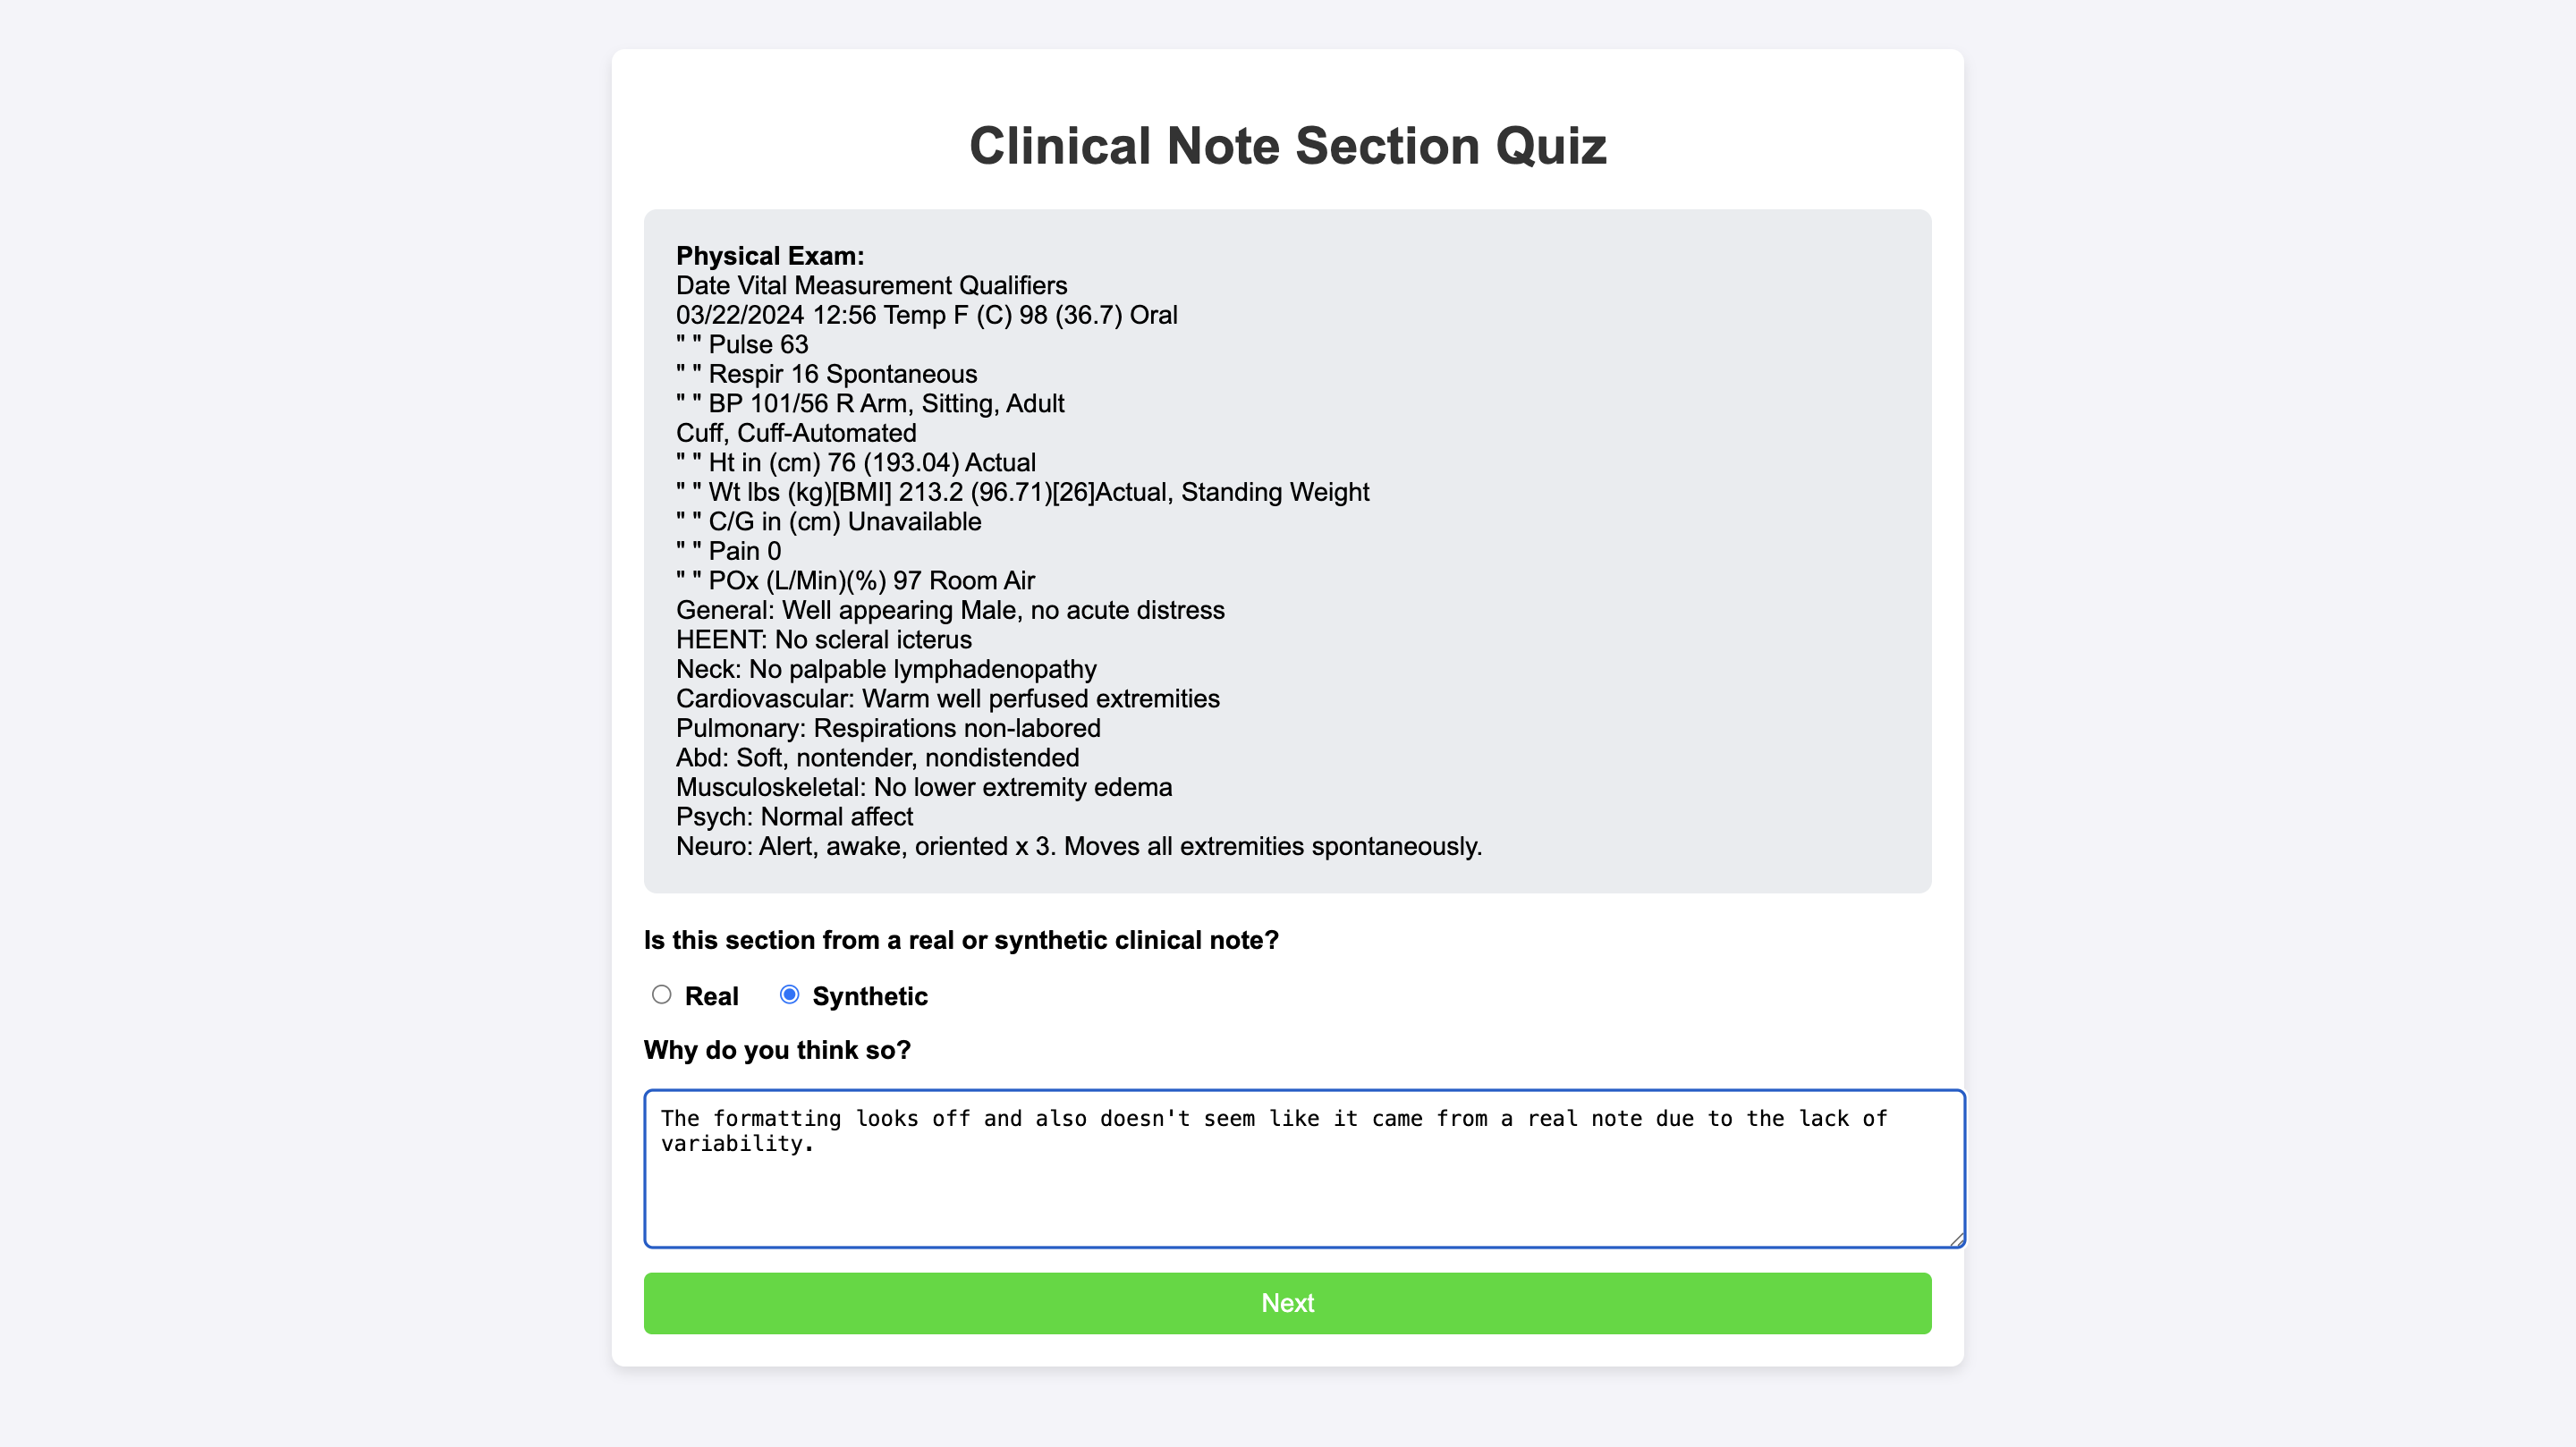 Clinical Note Section Quiz
Physical Exam:
Date Vital Measurement Qualifiers
03/22/2024 12:56 Temp F (C) 98 (36.7) Oral
" " Pulse 63
" " Respir 16 Spontaneous
" " BP 101/56 R Arm, Sitting, Adult
Cuff, Cuff-Automated
" " Ht in (cm) 76 (193.04) Actual
" " Wt lbs (kg)[BMI] 213.2 (96.71)[26]Actual, Standing Weight
" " C/G in (cm) Unavailable
" " Pain 0
" " POx (L/Min)(%) 97 Room Air
General: Well appearing Male, no acute distress
HEENT: No scleral icterus
Neck: No palpable lymphadenopathy
Cardiovascular: Warm well perfused extremities
Pulmonary: Respirations non-labored
Abd: Soft, nontender, nondistended
Musculoskeletal: No lower extremity edema
Psych: Normal affect
Neuro: Alert, awake, oriented x 3. Moves all extremities spontaneously.
Is this section from a real or synthetic clinical note?
Real Synthetic
Why do you think so?
The formatting looks off and also doesn't seem like it came from a real note due to the lack of
variability.
Next